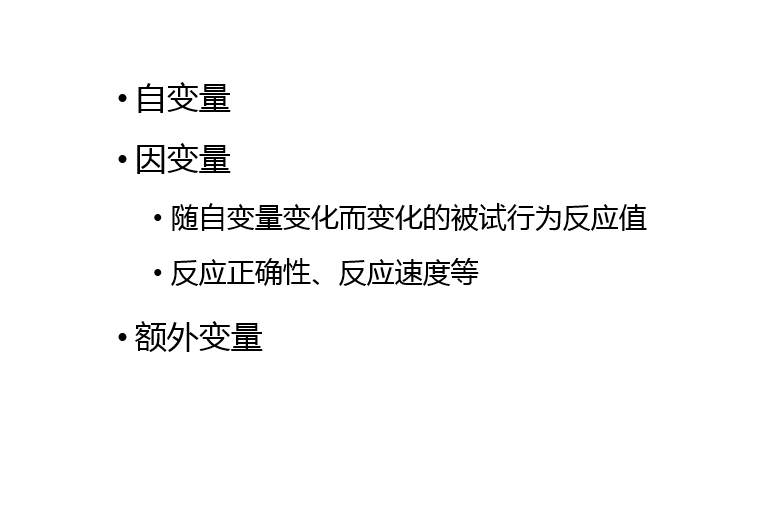 • 自变量
• 因变量
• 随自变量变化而变化的被试行为反应值
• 反应正确性、反应速度等
• 额外变量